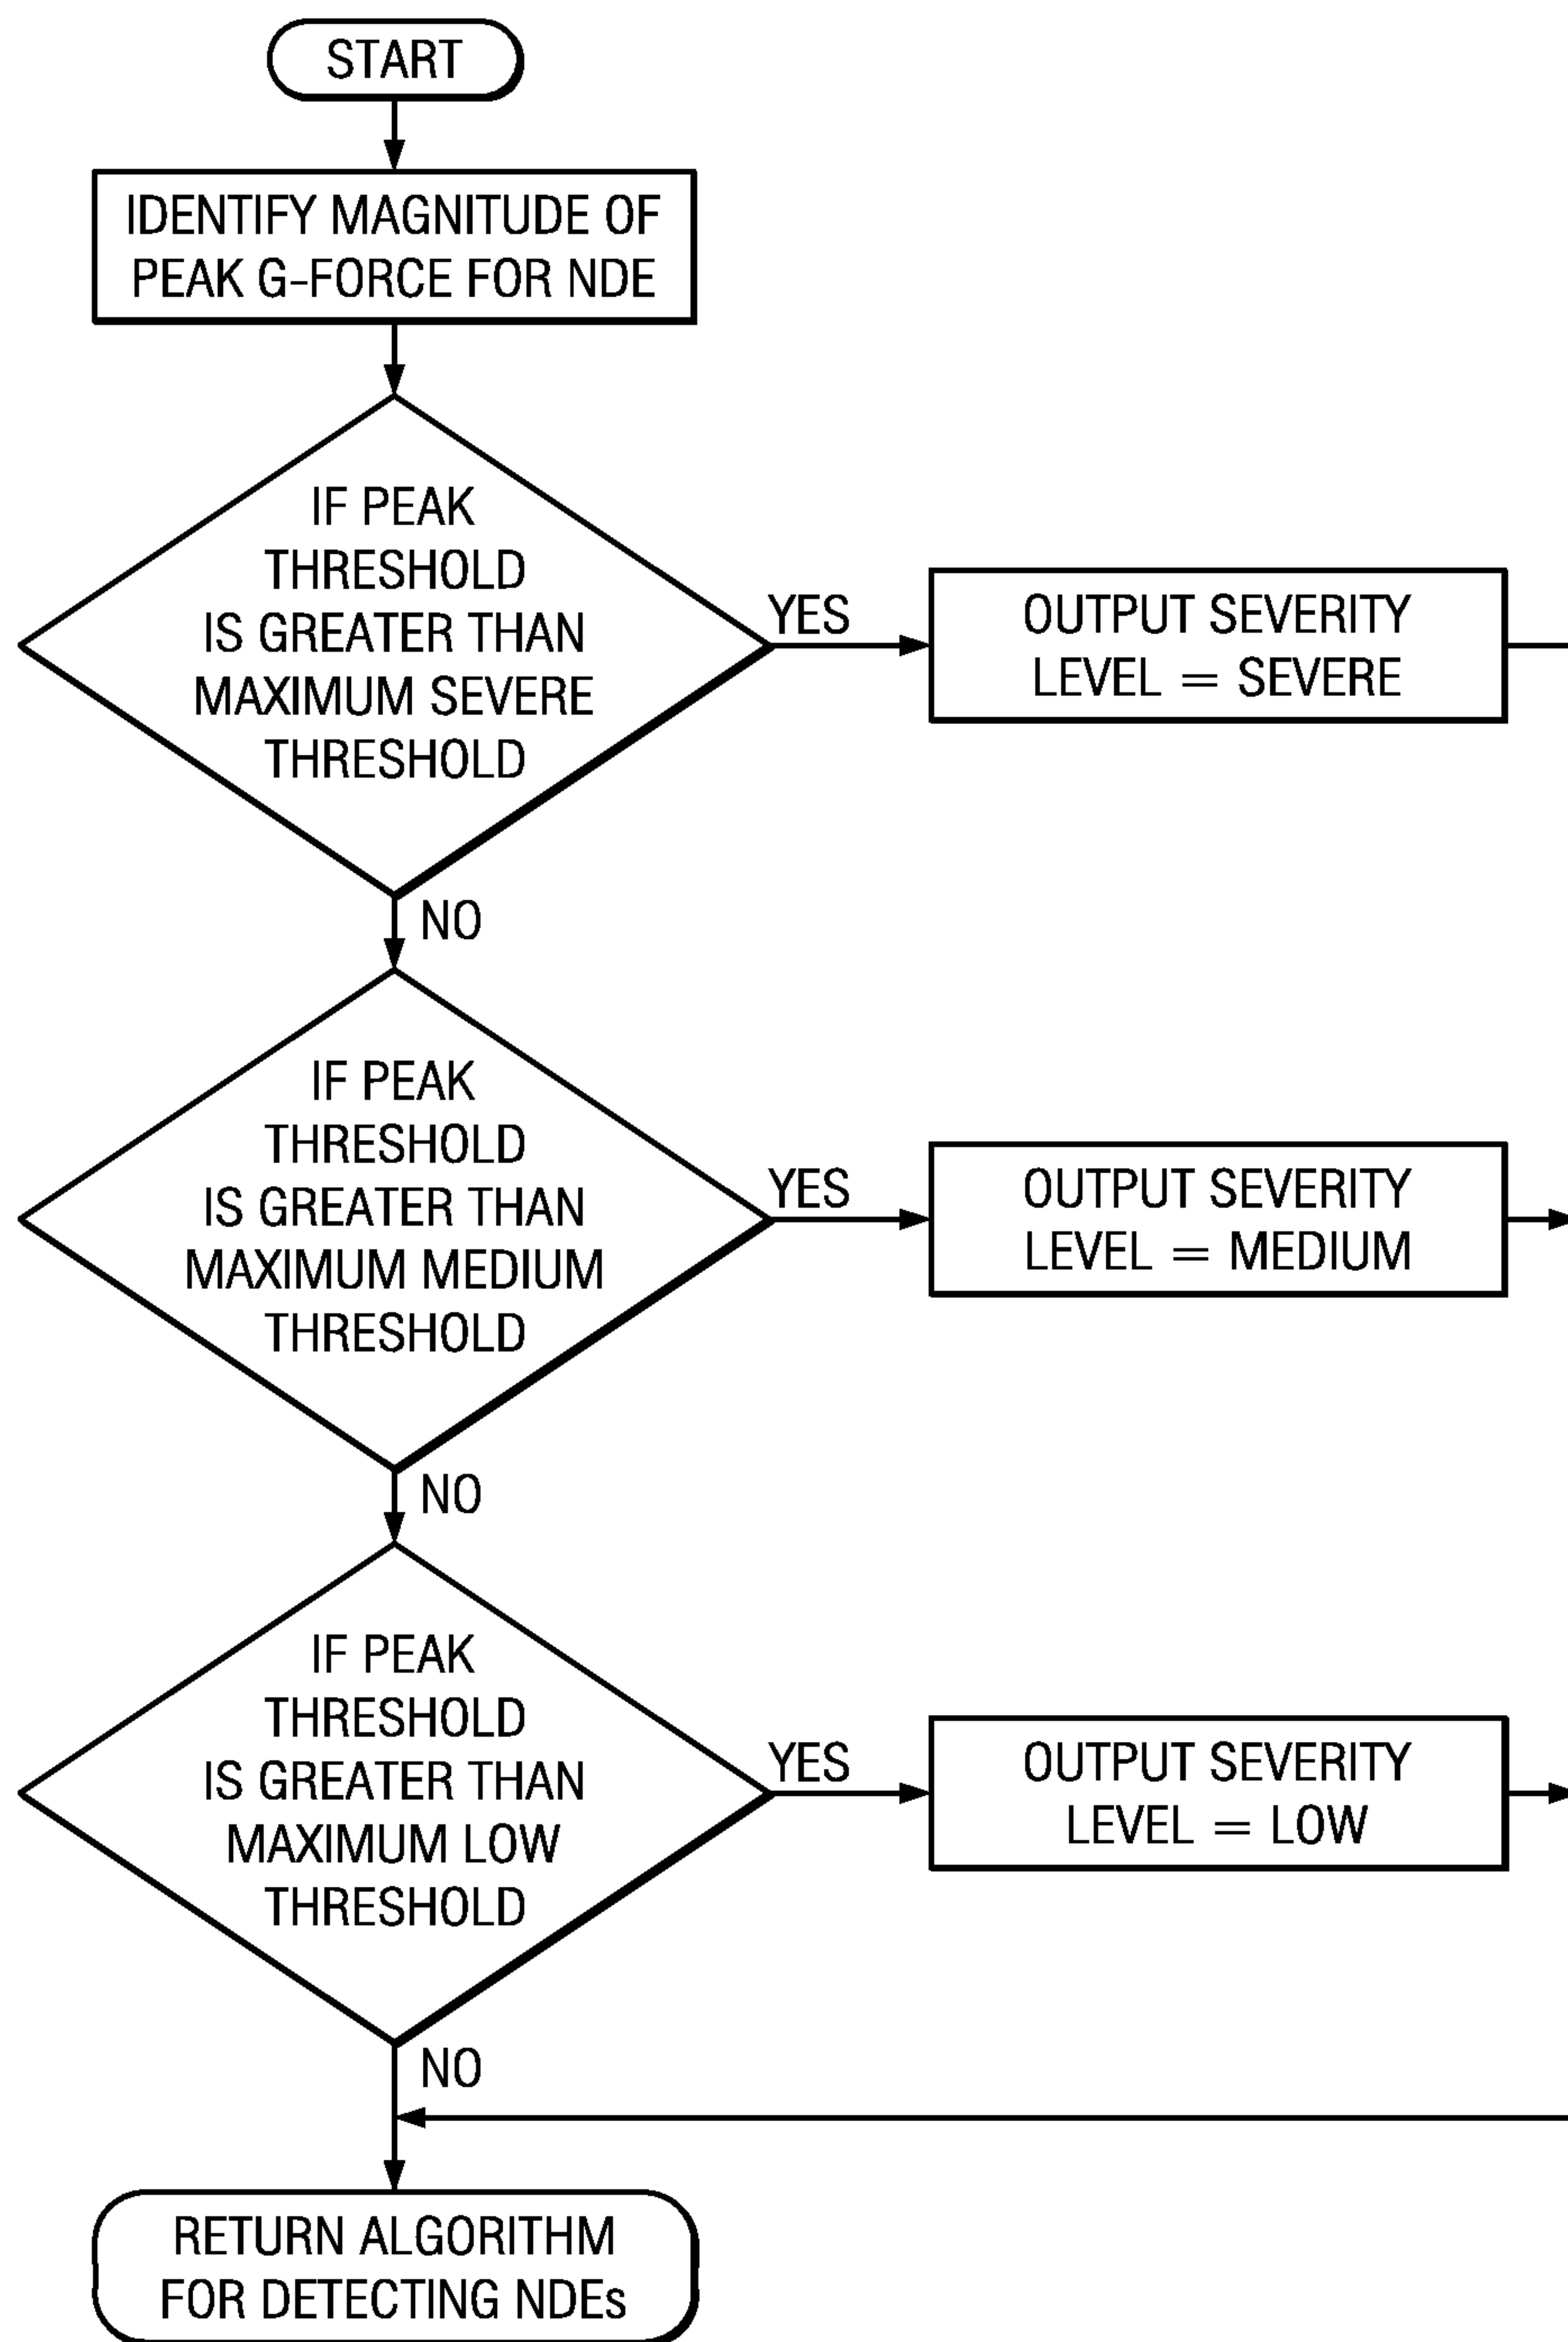 START
IDENTIFY MAGNITUDE OF
PEAK G-FORCE FOR NDE
IF PEAK
THRESHOLD
IS GREATER THAN
MAXIMUM SEVERE
THRESHOLD
YES
OUTPUT SEVERITY
LEVEL = SEVERE
NO
IF PEAK
THRESHOLD
IS GREATER THAN
MAXIMUM MEDIUM
THRESHOLD
YES
OUTPUT SEVERITY
LEVEL = MEDIUM
NO
IF PEAK
THRESHOLD
IS GREATER THAN
MAXIMUM LOW
THRESHOLD
YES
OUTPUT SEVERITY
LEVEL = LOW
NO
RETURN ALGORITHM
FOR DETECTING NDEs